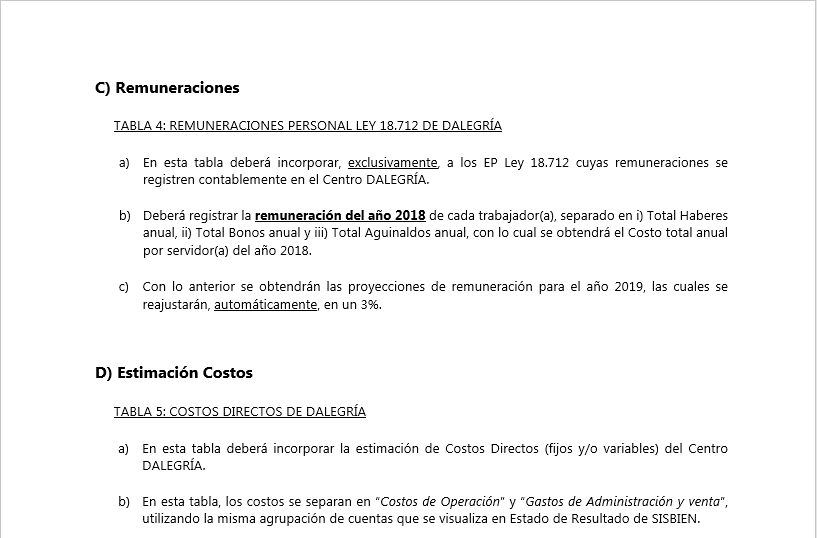 C) Remuneraciones
TABLA 4: REMUNERACIONES PERSONAL LEY 18.712 DE DALEGRÍA
a) En esta tabla deberá incorporar, exclusivamente, a los EP Ley 18.712 cuyas remuneraciones se
registren contablemente en el Centro DALEGRÍA.
b) Deberá registrar la remuneración del año 2018 de cada trabajador(a), separado en i) Total Haberes
anual, ii) Total Bonos anual y iii) Total Aguinaldos anual, con lo cual se obtendrá el Costo total anual
por servidor(a) del año 2018.
c) Con lo anterior se obtendrán las proyecciones de remuneración para el año 2019, las cuales se
reajustarán, automáticamente, en un 3%.
D) Estimación Costos
TABLA 5: COSTOS DIRECTOS DE DALEGRÍA
a) En esta tabla deberá incorporar la estimación de Costos Directos (fijos y/o variables) del Centro
DALEGRÍA.
b) En esta tabla, los costos se separan en "Costos de Operación" y "Gastos de Administración y venta",
utilizando la misma agrupación de cuentas que se visualiza en Estado de Resultado de SISBIEN.